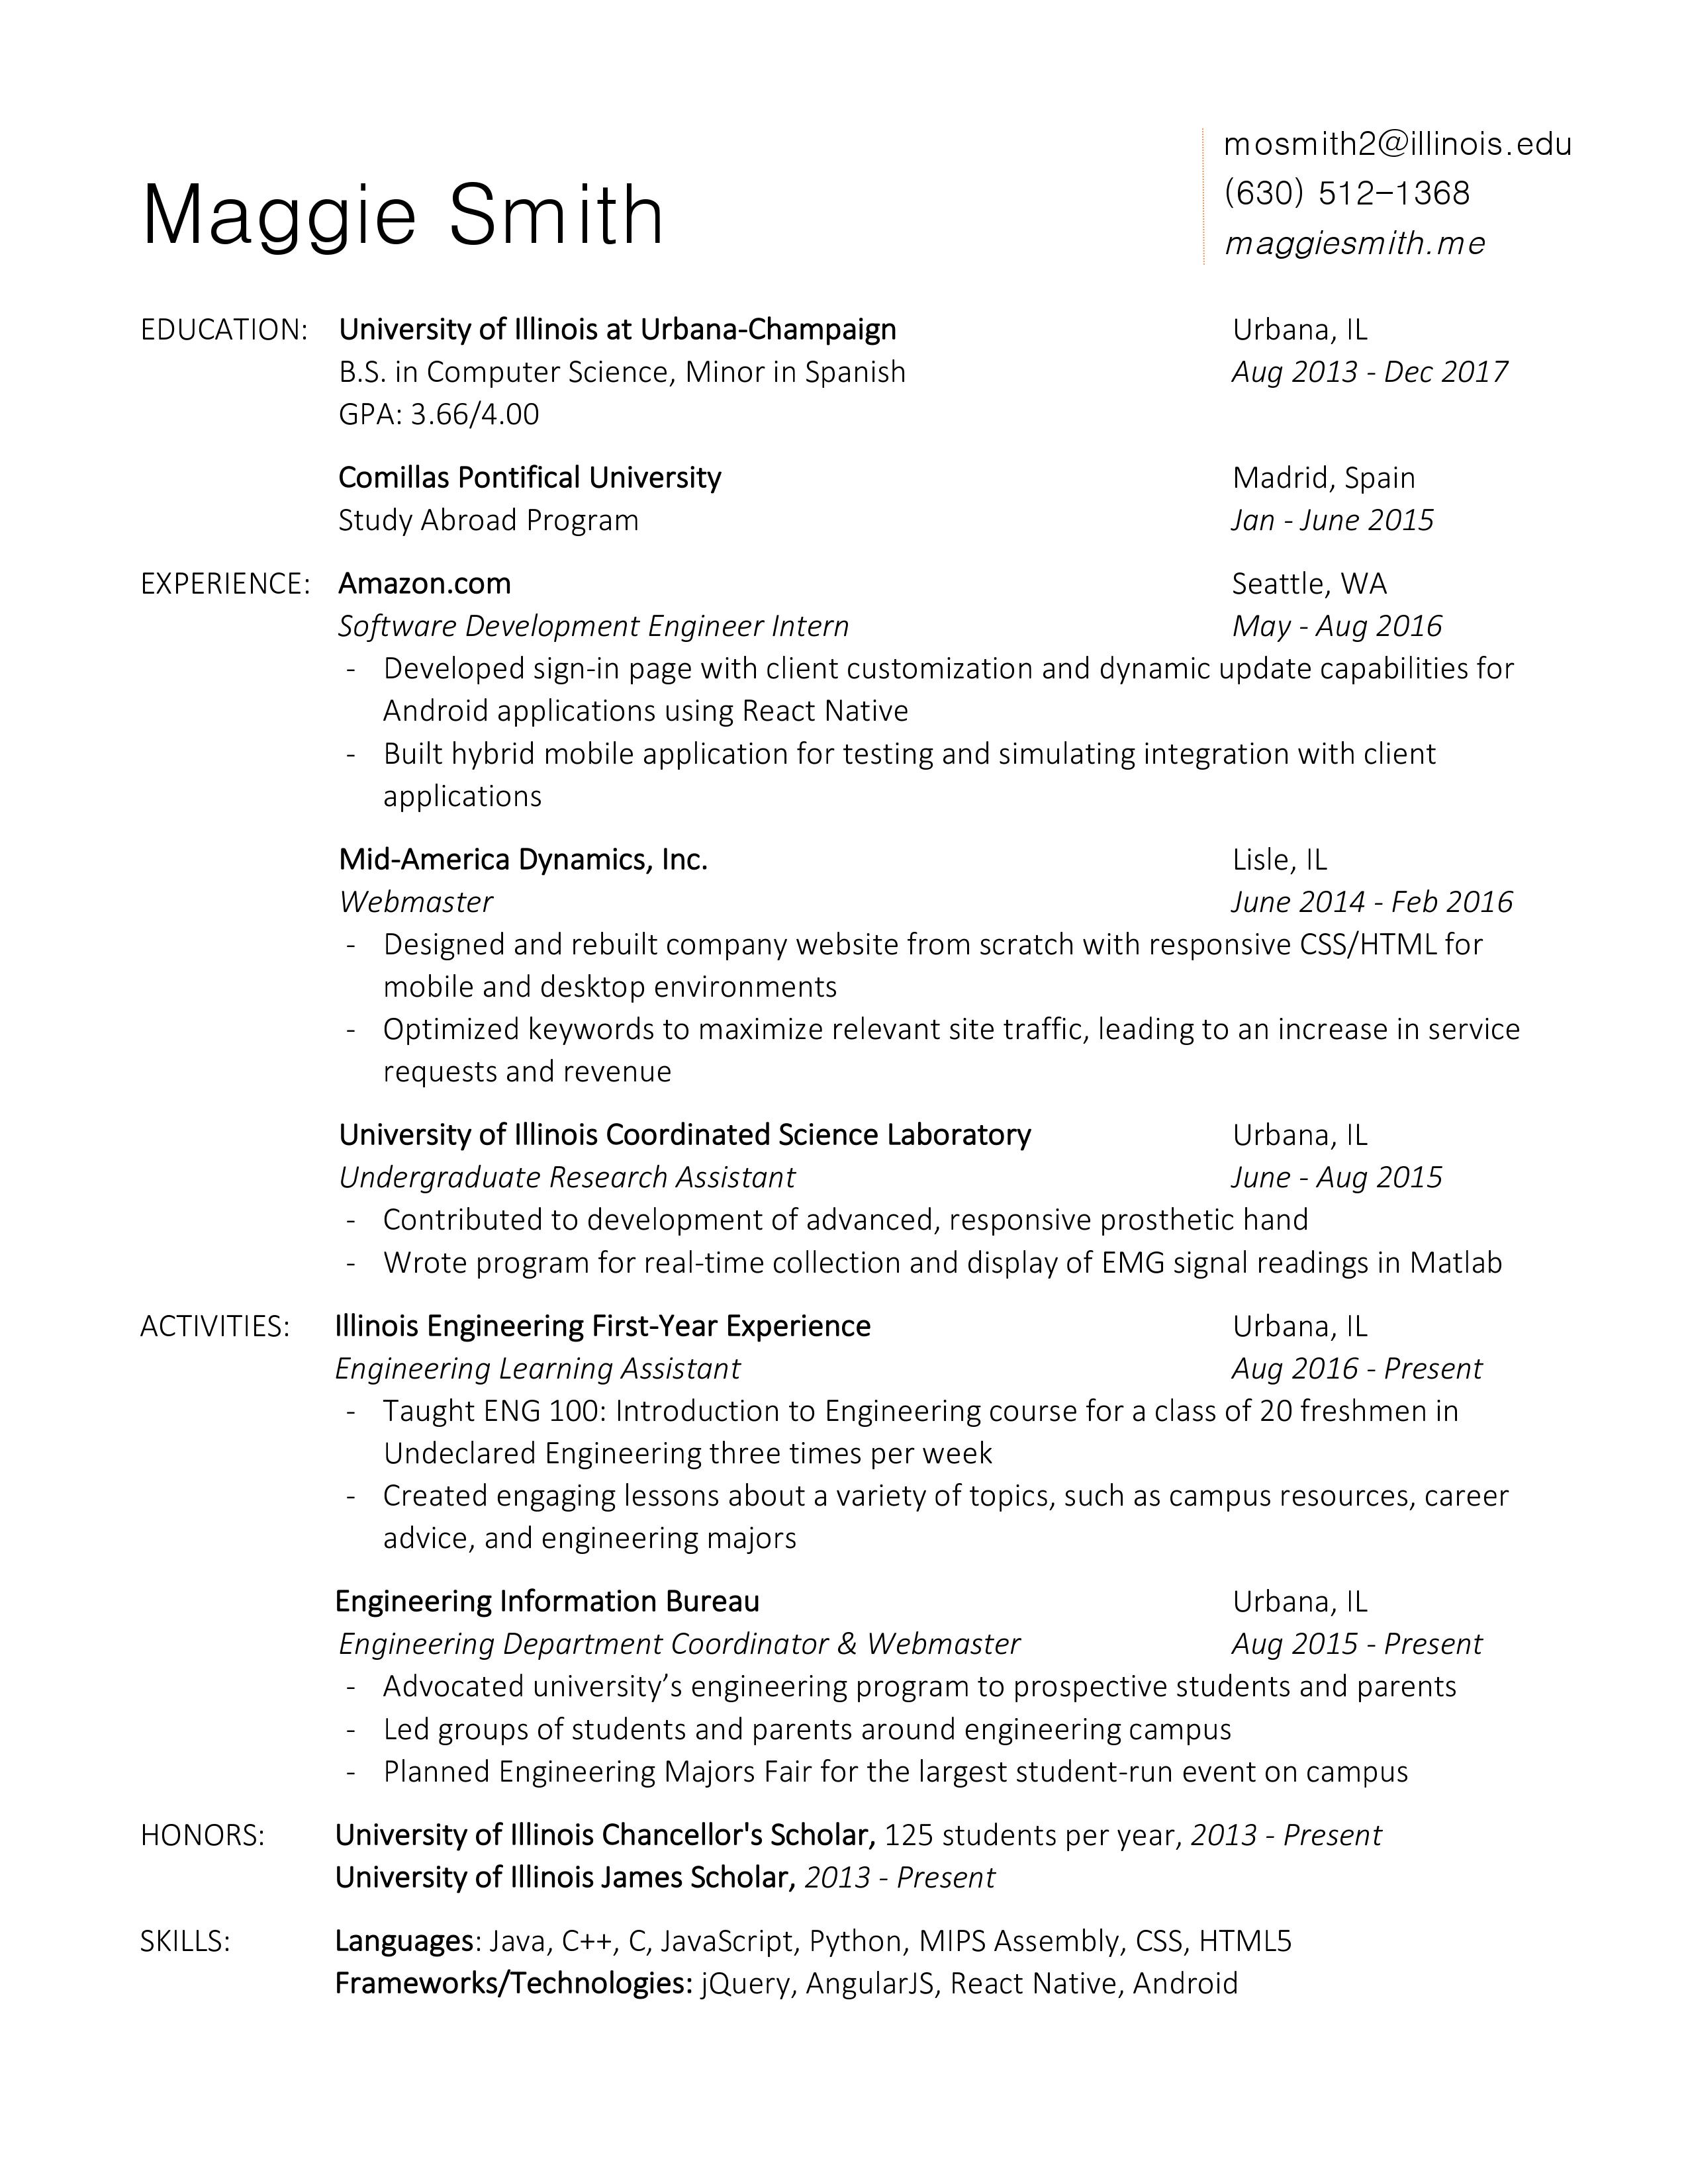 Maggie Smith
mosmith2@illinois.edu
(630) 512-1368
maggiesmith.me
EDUCATION: University of Illinois at Urbana-Champaign Urbana, IL
B.S. in Computer Science, Minor in Spanish Aug 2013 - Dec 2017
GPA: 3.66/4.00
Comillas Pontifical University Madrid, Spain
Study Abroad Program Jan - June 2015
EXPERIENCE: Amazon.com Seattle, WA
Software Development Engineer Intern May - Aug 2016
- Developed sign-in page with client customization and dynamic update capabilities for
Android applications using React Native
- Built hybrid mobile application for testing and simulating integration with client
applications
Mid-America Dynamics, Inc. Lisle, IL
Webmaster June 2014 - Feb 2016
- Designed and rebuilt company website from scratch with responsive CSS/HTML for
mobile and desktop environments
- Optimized keywords to maximize relevant site traffic, leading to an increase in service
requests and revenue
University of Illinois Coordinated Science Laboratory Urbana, IL
Undergraduate Research Assistant June - Aug 2015
- Contributed to development of advanced, responsive prosthetic hand
- Wrote program for real-time collection and display of EMG signal readings in Matlab
ACTIVITIES: Illinois Engineering First-Year Experience Urbana, IL
Engineering Learning Assistant Aug 2016 - Present
- Taught ENG 100: Introduction to Engineering course for a class of 20 freshmen in
Undeclared Engineering three times per week
- Created engaging lessons about a variety of topics, such as campus resources, career
advice, and engineering majors
Engineering Information Bureau Urbana, IL
Engineering Department Coordinator & Webmaster Aug 2015 - Present
- Advocated university’s engineering program to prospective students and parents
- Led groups of students and parents around engineering campus
- Planned Engineering Majors Fair for the largest student-run event on campus
HONORS: University of Illinois Chancellor's Scholar, 125 students per year, 2013 - Present
University of Illinois James Scholar, 2013 - Present
SKILLS: Languages: Java, C++, C, JavaScript, Python, MIPS Assembly, CSS, HTML5
Frameworks/Technologies: jQuery, AngularJS, React Native, Android